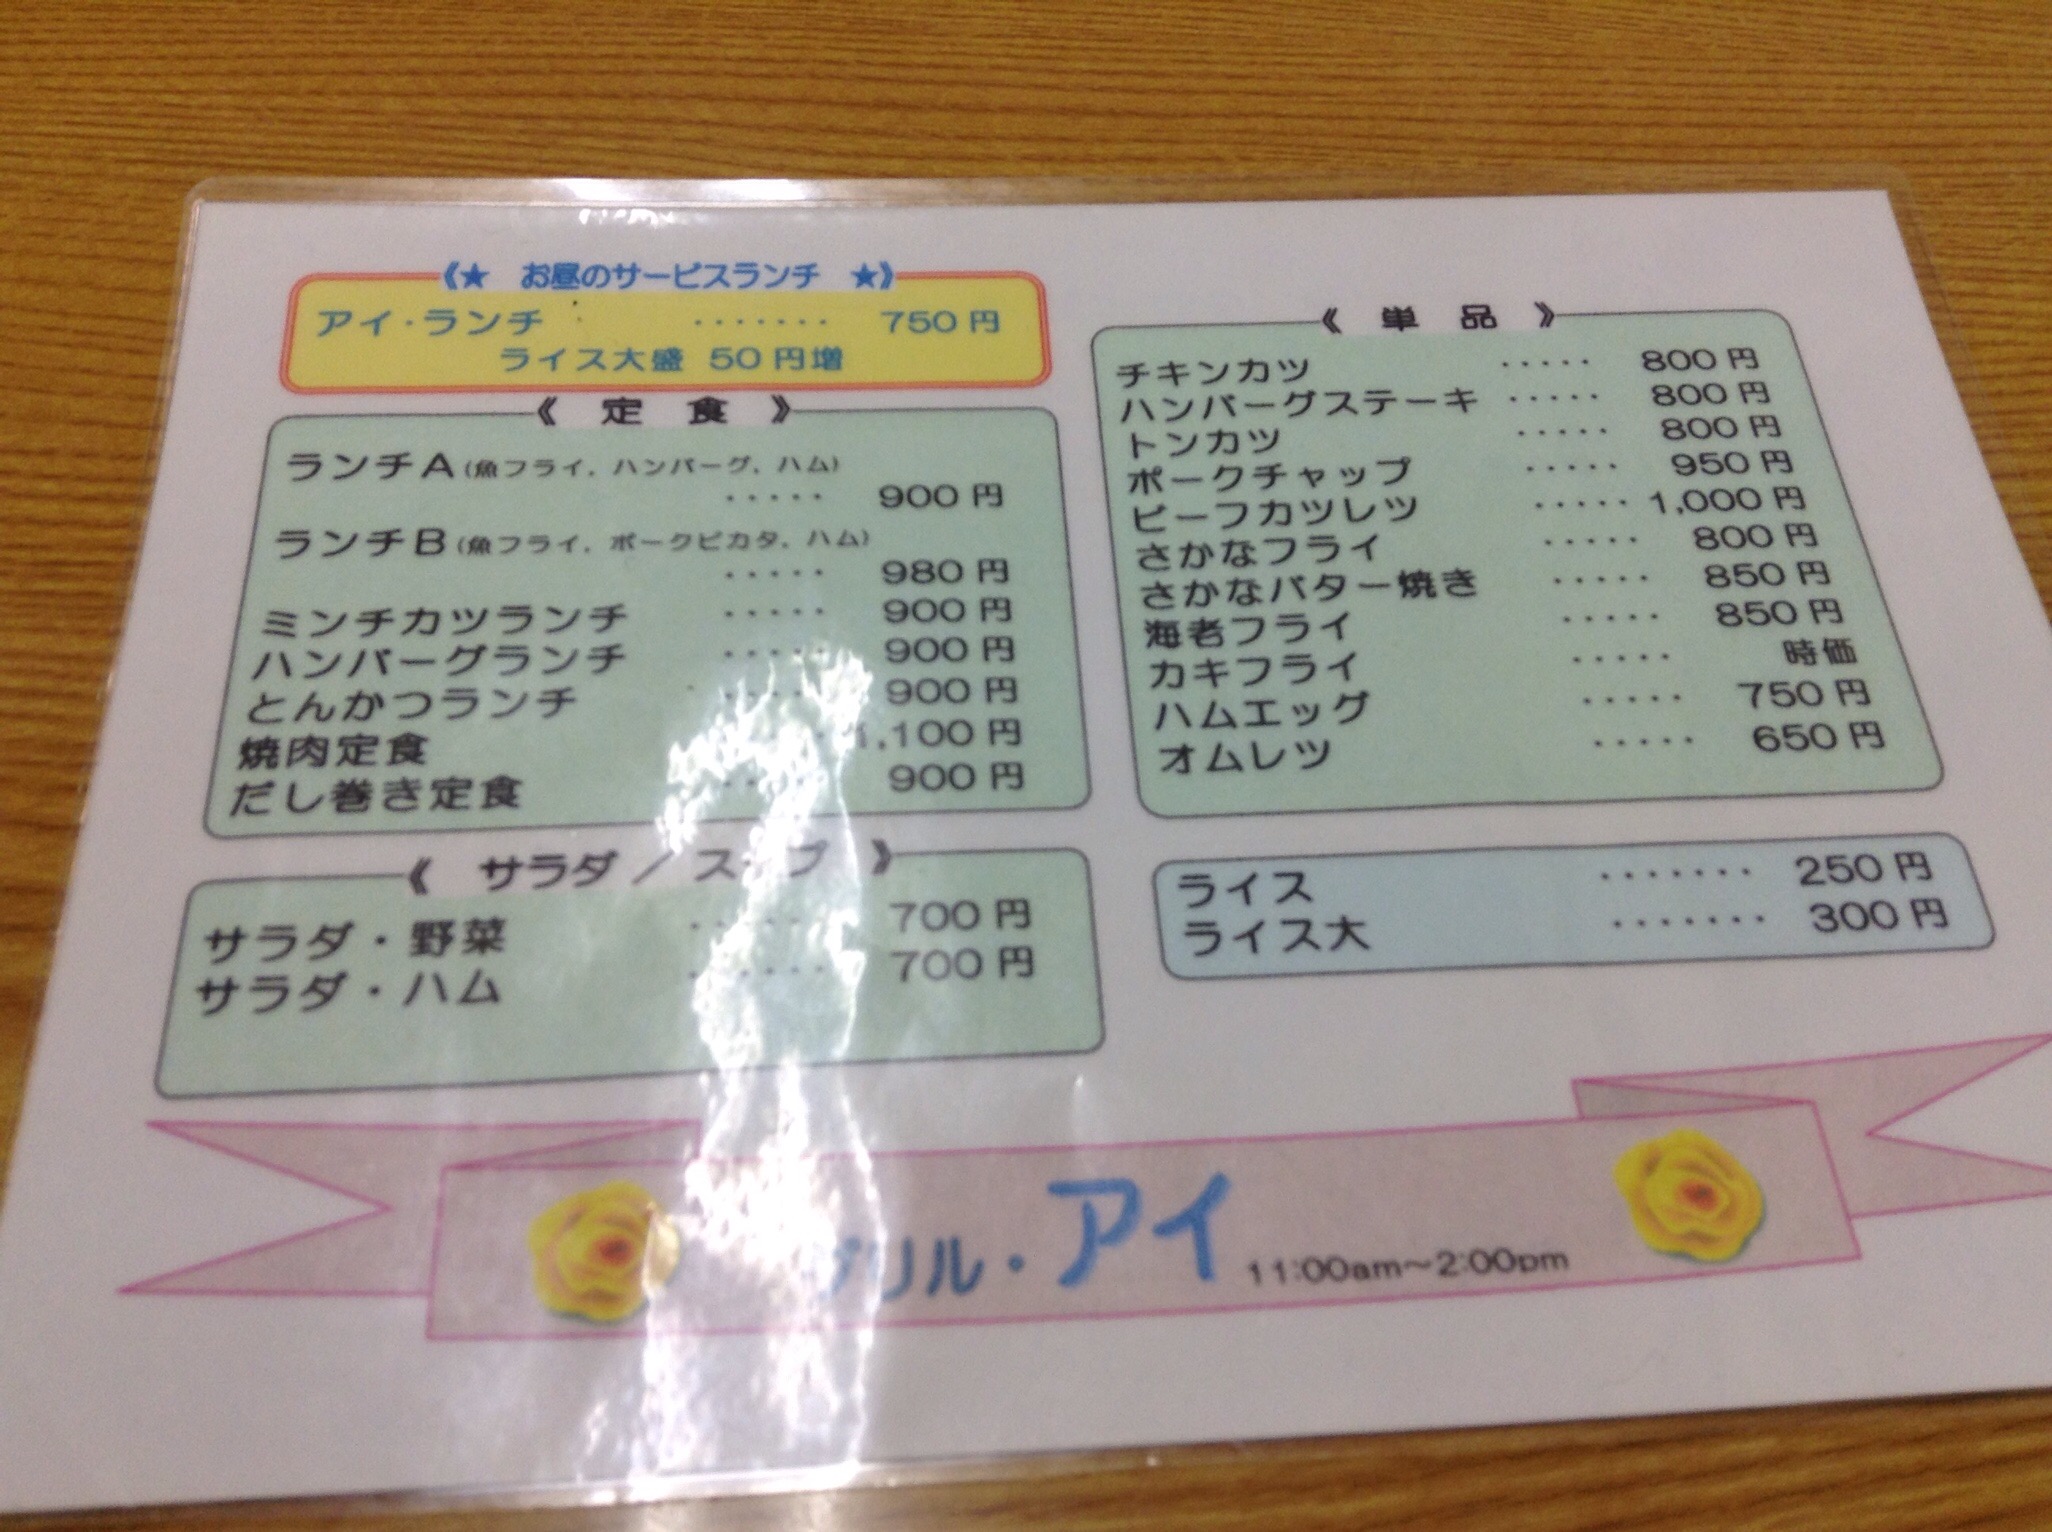 《★ お昼のサービスランチ ★》
アイ・ランチ ・・・・・・・ 750円
ライス大盛 50円増
《 定 食 》
ランチA(魚フライ、ハンバーグ、ハム)
・・・・・ 900円
ランチB(魚フライ、ポークピカタ、ハム)
・・・・・ 980円
ミンチカツランチ ・・・・・ 900円
ハンバーグランチ ・・・・・ 900円
とんかつランチ ・・・・・ 900円
焼肉定食 ・・・・・ 1,100円
だし巻き定食 ・・・・・ 900円
《 サラダ / スープ 》
サラダ・野菜 ・・・・・・・ 700円
サラダ・ハム ・・・・・・・ 700円
《 単 品 》
チキンカツ ・・・・・ 800円
ハンバーグステーキ ・・・・・ 800円
トンカツ ・・・・・ 800円
ポークチャップ ・・・・・ 950円
ビーフカツレツ ・・・・・ 1,000円
さかなフライ ・・・・・ 800円
さかなバター焼き ・・・・・ 850円
海老フライ ・・・・・ 850円
カキフライ ・・・・・ 時価
ハムエッグ ・・・・・ 750円
オムレツ ・・・・・ 650円
ライス ・・・・・・・ 250円
ライス大 ・・・・・・・ 300円
グリル・アイ 11:00am～2:00pm